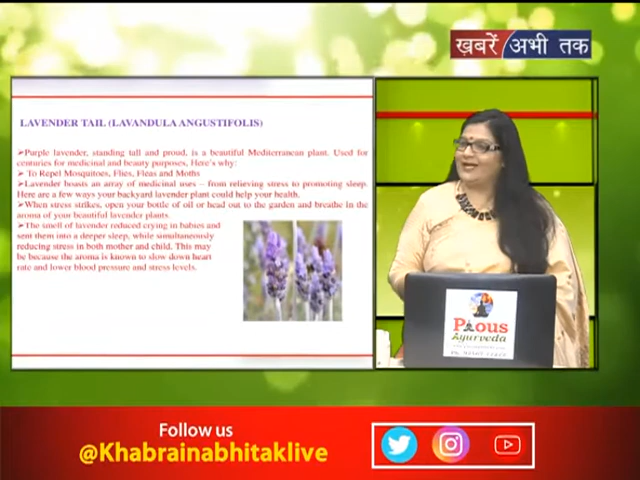 ख़बरें अभी तक
LAVENDER TAIL (LAVANDULA ANGUSTIFOLIS)
➢Purple lavender, standing tall and proud, is a beautiful Mediterranean plant. Used for
centuries for medicinal and beauty purposes, Here's why:
➢ To Repel Mosquitoes, Flies, Fleas and Moths
➢Lavender boasts an array of medicinal uses – from relieving stress to promoting sleep.
Here are a few ways your backyard lavender plant could help your health.
➢When stress strikes, open your bottle of oil or head out to the garden and breathe in the
aroma of your beautiful lavender plants.
➢The smell of lavender reduced crying in babies and
sent them into a deeper sleep, while simultaneously
reducing stress in both mother and child. This may
be because the aroma is known to slow down heart
rate and lower blood pressure and stress levels.
Pious
Ayurveda
Follow us
@Khabrainabhitaklive